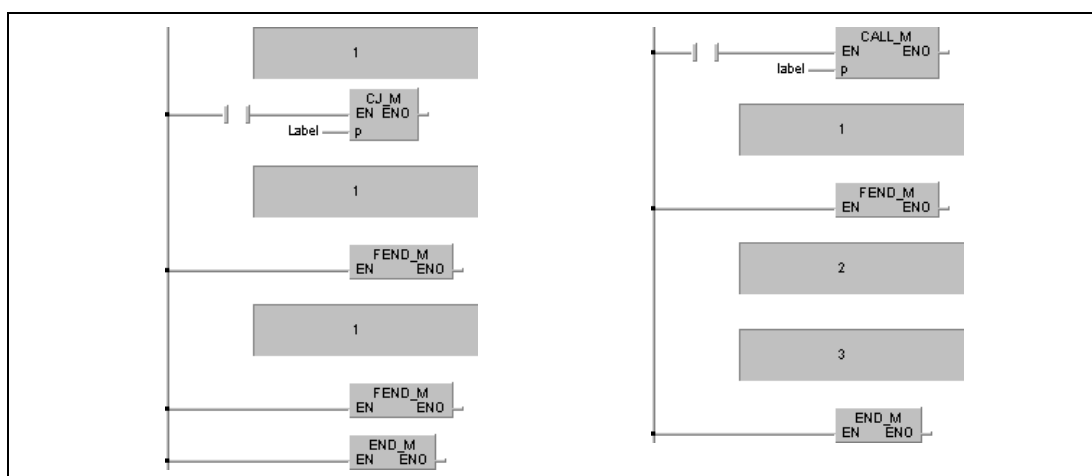 1
CJ_M
EN ENO
Label p
1
FEND_M
EN ENO
1
FEND_M
EN ENO
END_M
EN ENO
CALL_M
EN ENO
label p
1
FEND_M
EN ENO
2
3
END_M
EN ENO